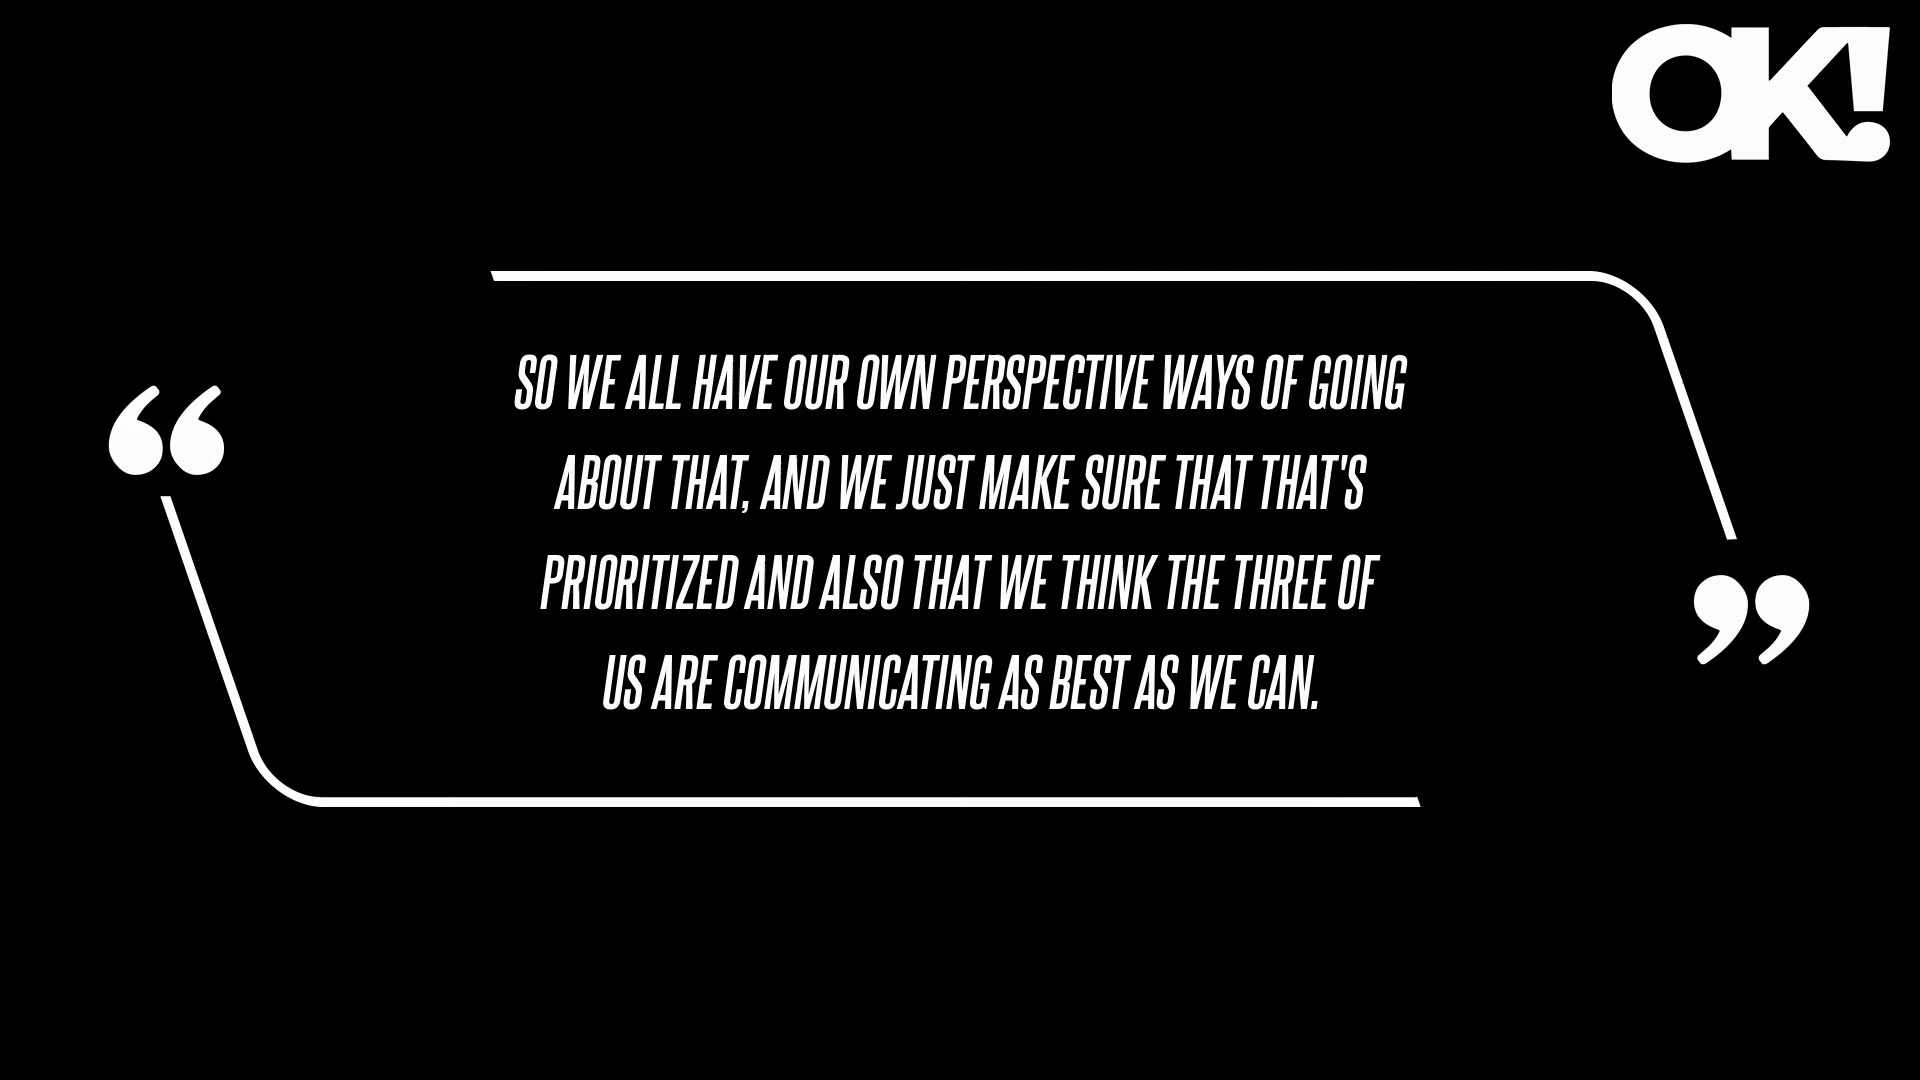 OK!
SO WE ALL HAVE OUR OWN PERSPECTIVE WAYS OF GOING
ABOUT THAT, AND WE JUST MAKE SURE THAT THAT'S
PRIORITIZED AND ALSO THAT WE THINK THE THREE OF
US ARE COMMUNICATING AS BEST AS WE CAN.